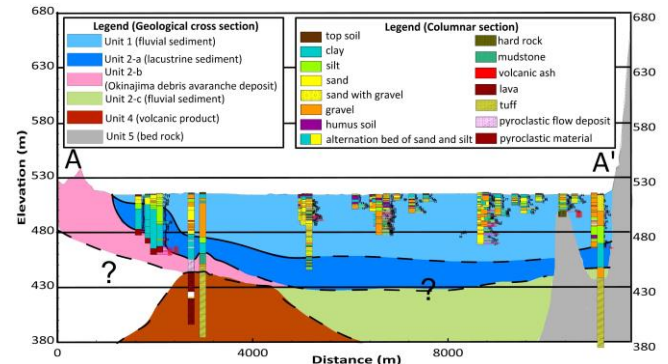 Legend (Geological cross section)
Unit 1 (fluvial sediment)
Unit 2-a (lacustrine sediment)
Unit 2-b
(Okinajima debris avaranche deposit)
Unit 2-c (fluvial sediment)
Unit 4 (volcanic product)
Unit 5 (bed rock)
Legend (Columnar section)
top soil
clay
silt
sand
sand with gravel
gravel
humus soil
alternation bed of sand and silt
hard rock
mudstone
volcanic ash
lava
tuff
pyroclastic flow deposit
pyroclastic material
Elevation (m)
680
630
580
530
480
430
380
680
630
580
530
480
430
380
A
A'
?
?
0
4000
8000
Distance (m)